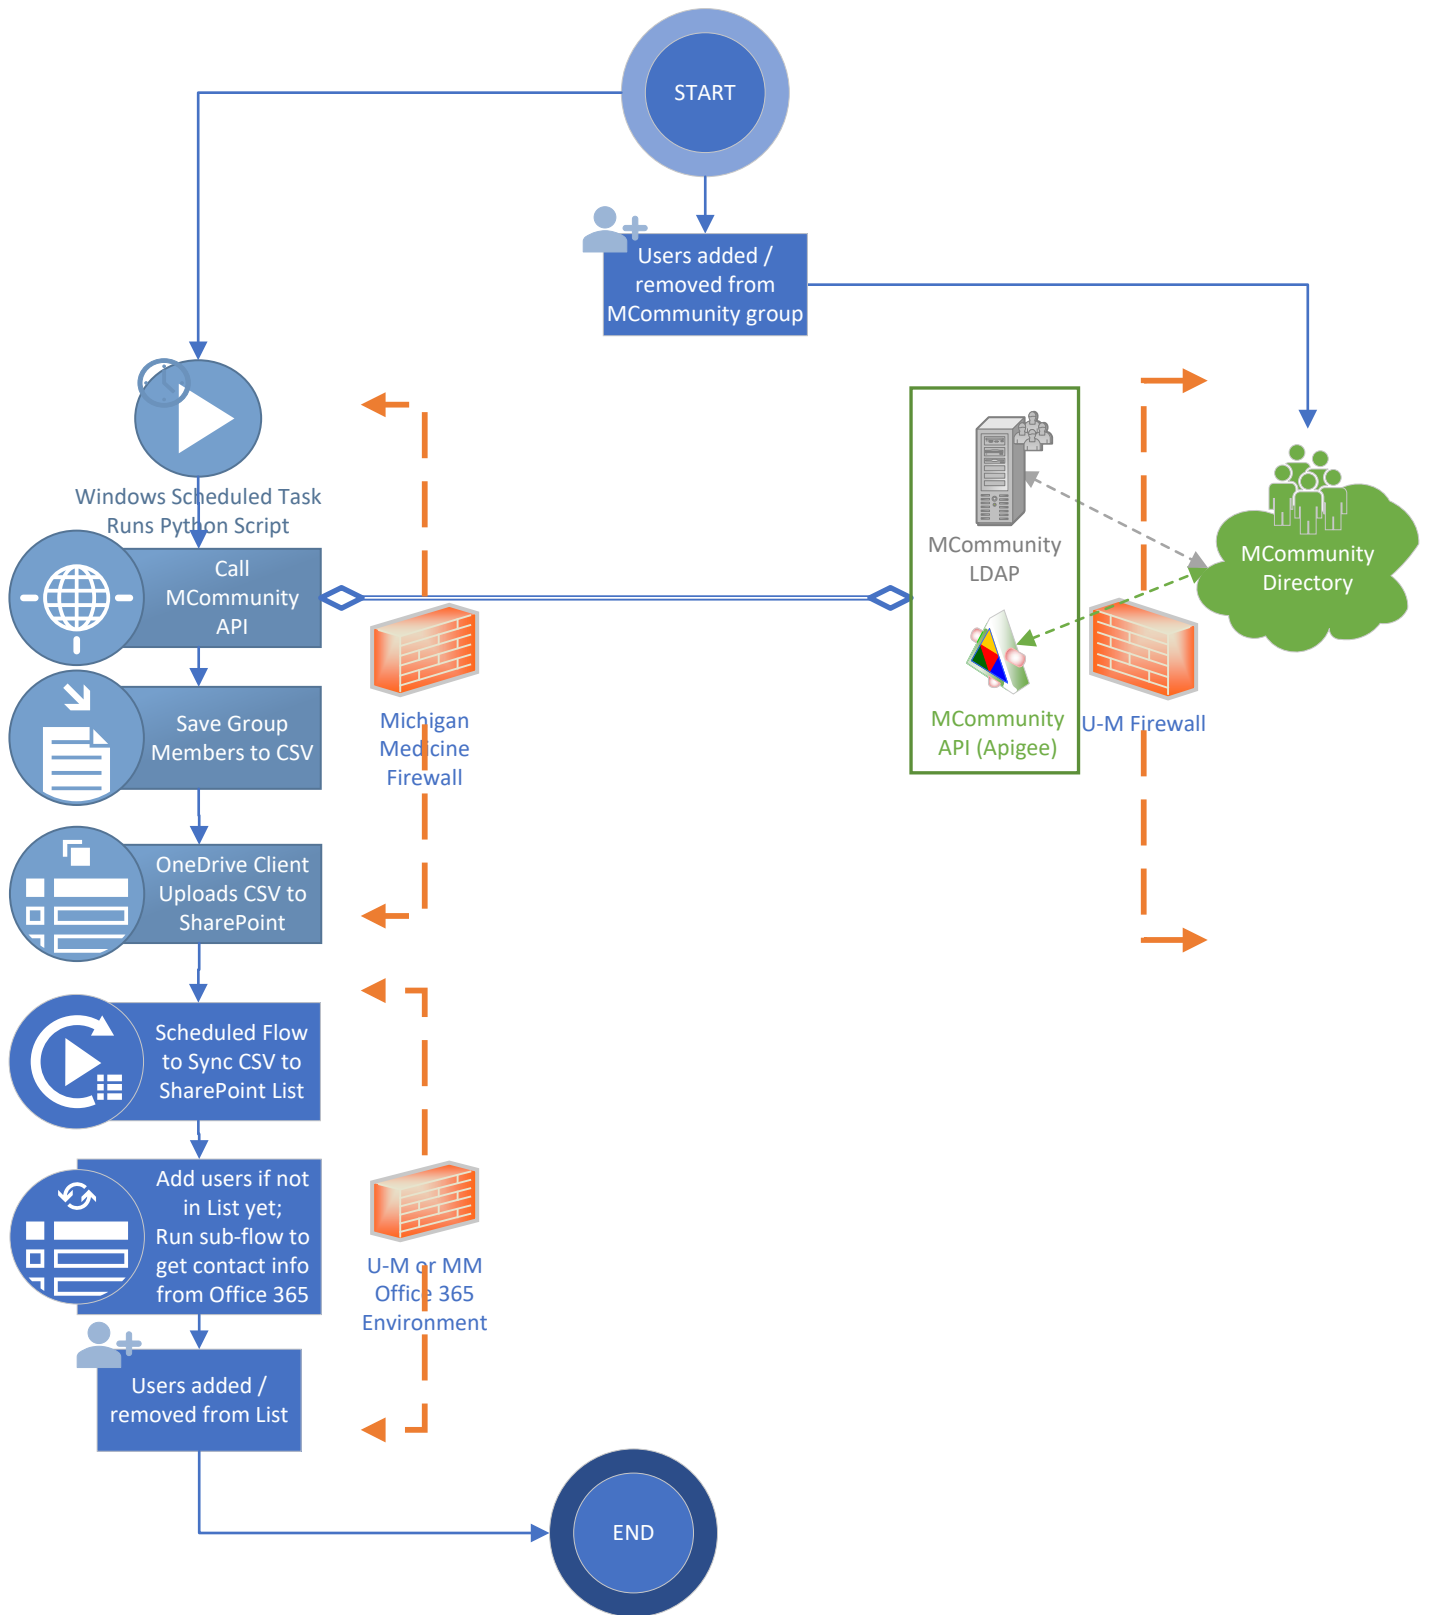 START
Users added /
removed from
MCommunity group
Windows Scheduled Task
Runs Python Script
Call
MCommunity
API
Save Group
Members to CSV
OneDrive Client
Uploads CSV to
SharePoint
Scheduled Flow
to Sync CSV to
SharePoint List
Add users if not
in List yet;
Run sub-flow to
get contact info
from Office 365
Users added /
removed from List
Michigan
Medicine
Firewall
U-M or MM
Office 365
Environment
MCommunity
LDAP
MCommunity
API (Apigee)
U-M Firewall
MCommunity
Directory
END